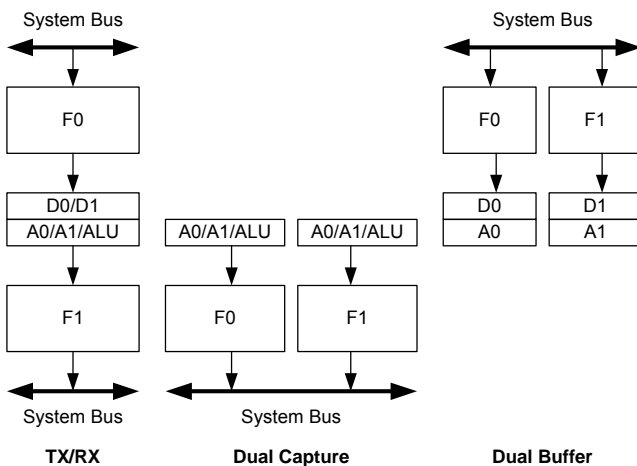 System Bus
System Bus
F0
F0
F1
D0/D1
D0
D1
A0/A1/ALU
A0/A1/ALU
A0/A1/ALU
A0
A1
F1
F0
F1
System Bus
System Bus
TX/RX
Dual Capture
Dual Buffer